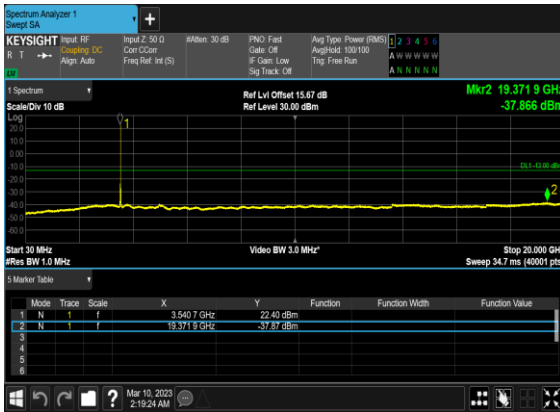 Spectrum Analyzer 1
Swept SA
+
KEYSIGHT Input: RF Input Z: 50 Ω #Atten: 30 dB PNO: Fast Avg Type: Power (RMS) 1 2 3 4 5 6
R T Coupling: DC Corr CCorr Gate: Off Avg|Hold: 100/100 A W W W W W
Align: Auto Freq Ref: Int (S) IF Gain: Low Trig: Free Run
LXI Sig Track: Off A N N N N N
1 Spectrum Ref Lvl Offset 15.67 dB Mkr2 19.371 9 GHz
Scale/Div 10 dB Ref Level 30.00 dBm -37.866 dBm
Log
1
20.0
10.0
0.00
-10.0
DL1 -13.00 dBm
-20.0
-30.0
2
-40.0
-50.0
-60.0
Start 30 MHz Video BW 3.0 MHz* Stop 20.000 GHz
#Res BW 1.0 MHz Sweep 34.7 ms (40001 pts)
5 Marker Table
Mode Trace Scale X Y Function Function Width Function Value
1 N 1 f 3.540 7 GHz 22.40 dBm
2 N 1 f 19.371 9 GHz -37.87 dBm
3
4
5
6
? Mar 10, 2023
2:19:24 AM